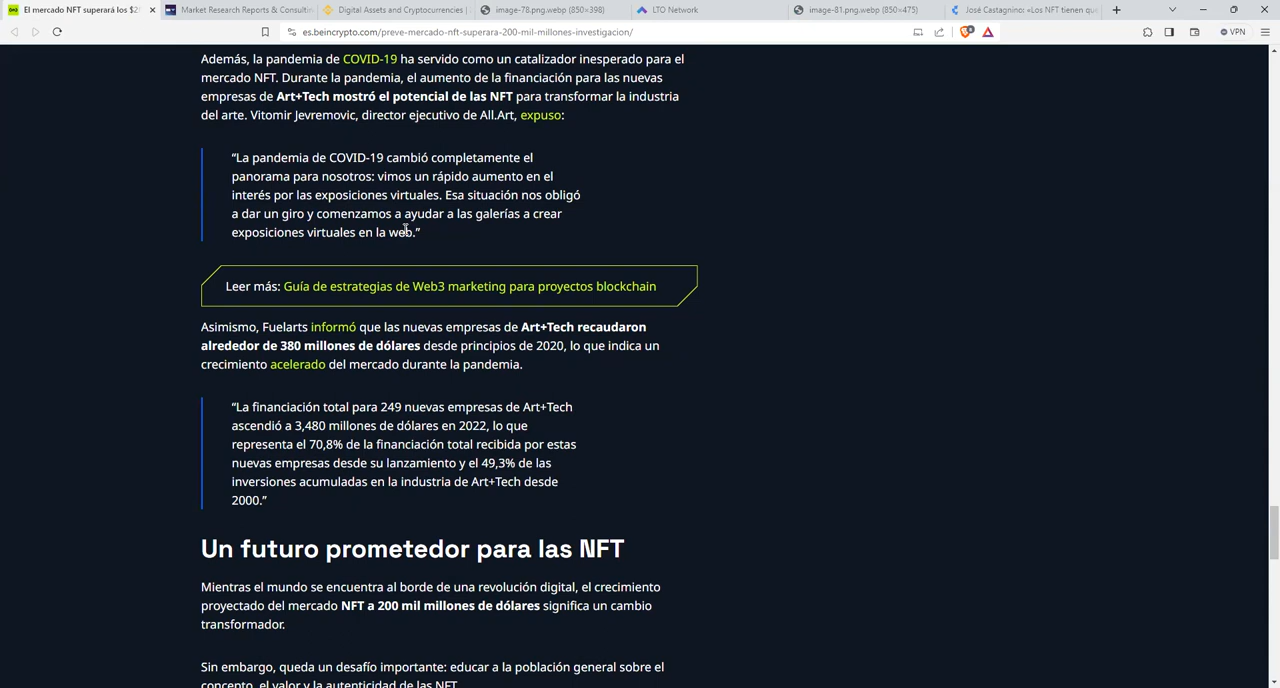 El mercado NFT superará los $2
Market Research Reports & Consultin
Digital Assets and Cryptocurrencies |
image-78.png.webp (850×398)
LTO Network
image-81.png.webp (850×475)
José Castagnino: «Los NFT tienen qu
es.beincrypto.com/preve-mercado-nft-superara-200-mil-millones-investigacion/
VPN
Además, la pandemia de COVID-19 ha servido como un catalizador inesperado para el
mercado NFT. Durante la pandemia, el aumento de la financiación para las nuevas
empresas de Art+Tech mostró el potencial de las NFT para transformar la industria
del arte. Vitomir Jevremovic, director ejecutivo de All.Art, expuso:
“La pandemia de COVID-19 cambió completamente el
panorama para nosotros: vimos un rápido aumento en el
interés por las exposiciones virtuales. Esa situación nos obligó
a dar un giro y comenzamos a ayudar a las galerías a crear
exposiciones virtuales en la web.”
Leer más: Guía de estrategias de Web3 marketing para proyectos blockchain
Asimismo, Fuelarts informó que las nuevas empresas de Art+Tech recaudaron
alrededor de 380 millones de dólares desde principios de 2020, lo que indica un
crecimiento acelerado del mercado durante la pandemia.
“La financiación total para 249 nuevas empresas de Art+Tech
ascendió a 3,480 millones de dólares en 2022, lo que
representa el 70,8% de la financiación total recibida por estas
nuevas empresas desde su lanzamiento y el 49,3% de las
inversiones acumuladas en la industria de Art+Tech desde
2000.”
Un futuro prometedor para las NFT
Mientras el mundo se encuentra al borde de una revolución digital, el crecimiento
proyectado del mercado NFT a 200 mil millones de dólares significa un cambio
transformador.
Sin embargo, queda un desafío importante: educar a la población general sobre el
concepto, el valor y la autenticidad de las NFT.